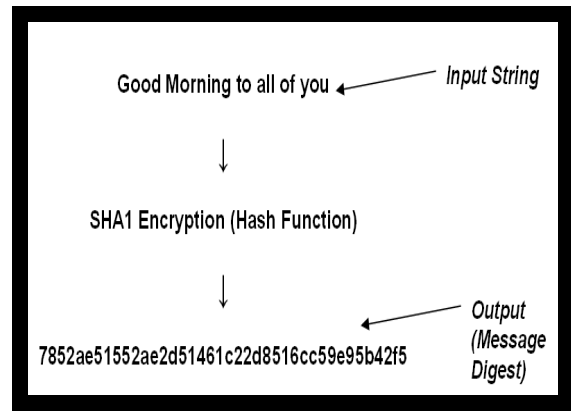 Good Morning to all of you
Input String
↓
SHA1 Encryption (Hash Function)
↓
Output
(Message
Digest)
7852ae51552ae2d51461c22d8516cc59e95b42f5